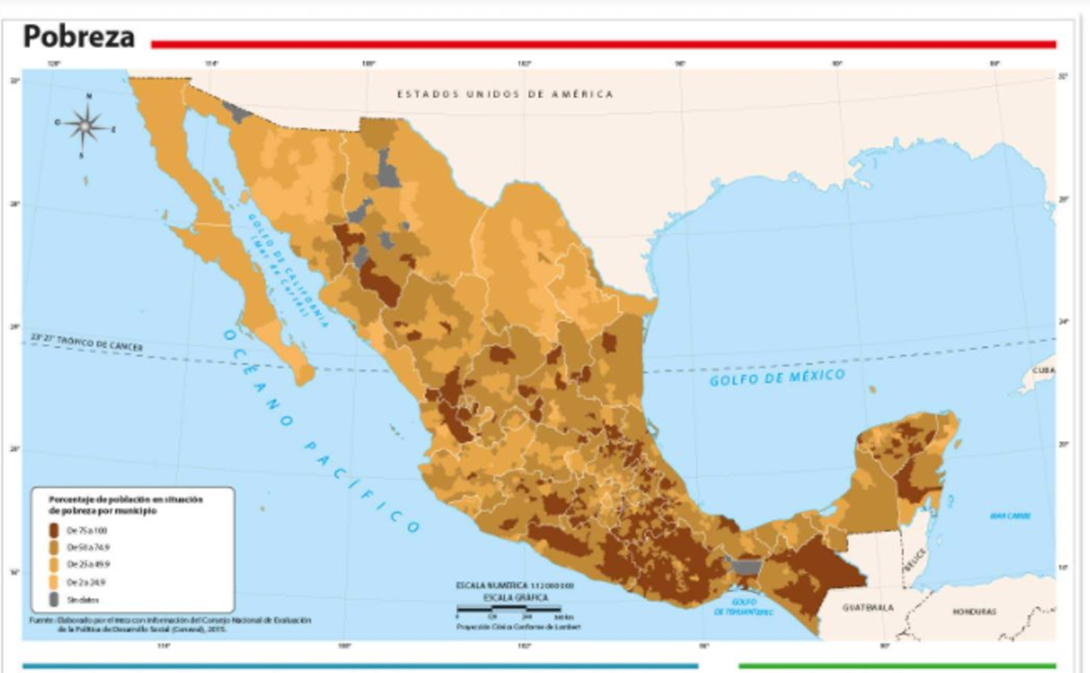 Pobreza
ESTADOS UNIDOS DE AMÉRICA
N
O
E
S
GOLFO DE CALIFORNIA
(Mar de Cortés)
23°27' TRÓPICO DE CÁNCER
OCÉANO PACÍFICO
GOLFO DE MÉXICO
CUBA
MAR CARIBE
BELICE
GUATEMALA
HONDURAS
GOLFO
DE TEHUANTEPEC
Porcentaje de población en situación
de pobreza por municipio
De 75 a 100
De 50 a 74.9
De 25 a 49.9
De 2 a 24.9
Sin datos
ESCALA NUMÉRICA 1:12 000 000
ESCALA GRÁFICA
Proyección Cónica Conforme de Lambert
Fuente: Elaborado por el Inegi con información del Consejo Nacional de Evaluación
de la Política de Desarrollo Social (Coneval), 2015.